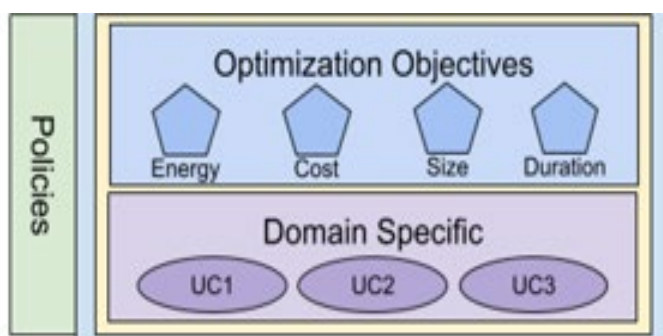 Policies
Optimization Objectives
Energy Cost Size Duration
Domain Specific
UC1 UC2 UC3